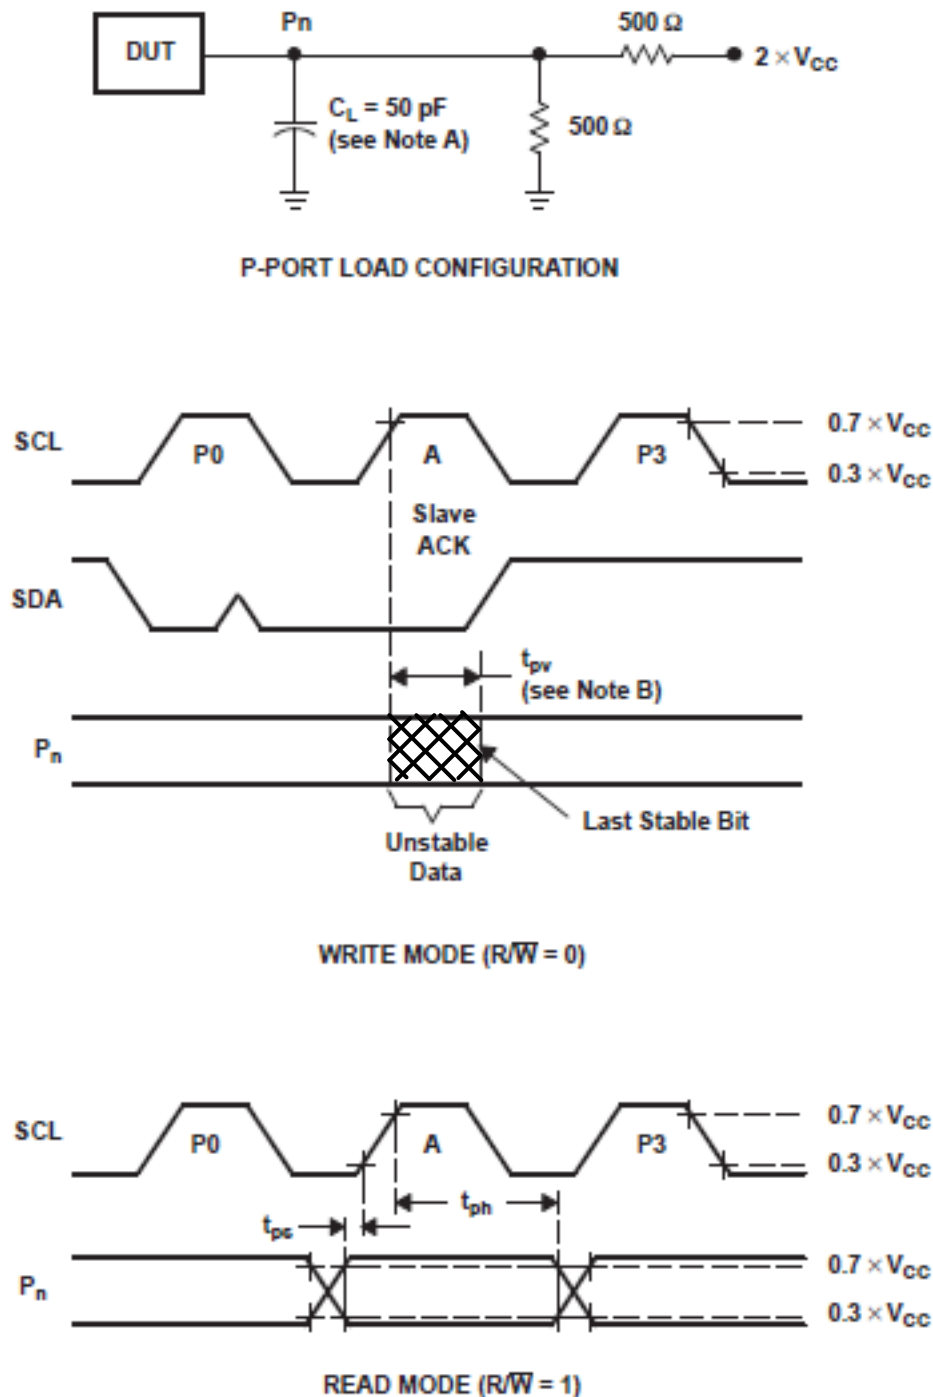 Pn
500 Ω
DUT
2 × VCC
CL = 50 pF
(see Note A)
500 Ω
P-PORT LOAD CONFIGURATION
SCL
P0
A
P3
0.7 × VCC
0.3 × VCC
Slave
ACK
SDA
tpv
(see Note B)
Pn
Last Stable Bit
Unstable
Data
WRITE MODE (R/W̅ = 0)
SCL
P0
A
P3
0.7 × VCC
0.3 × VCC
tph
tps
Pn
0.7 × VCC
0.3 × VCC
READ MODE (R/W̅ = 1)